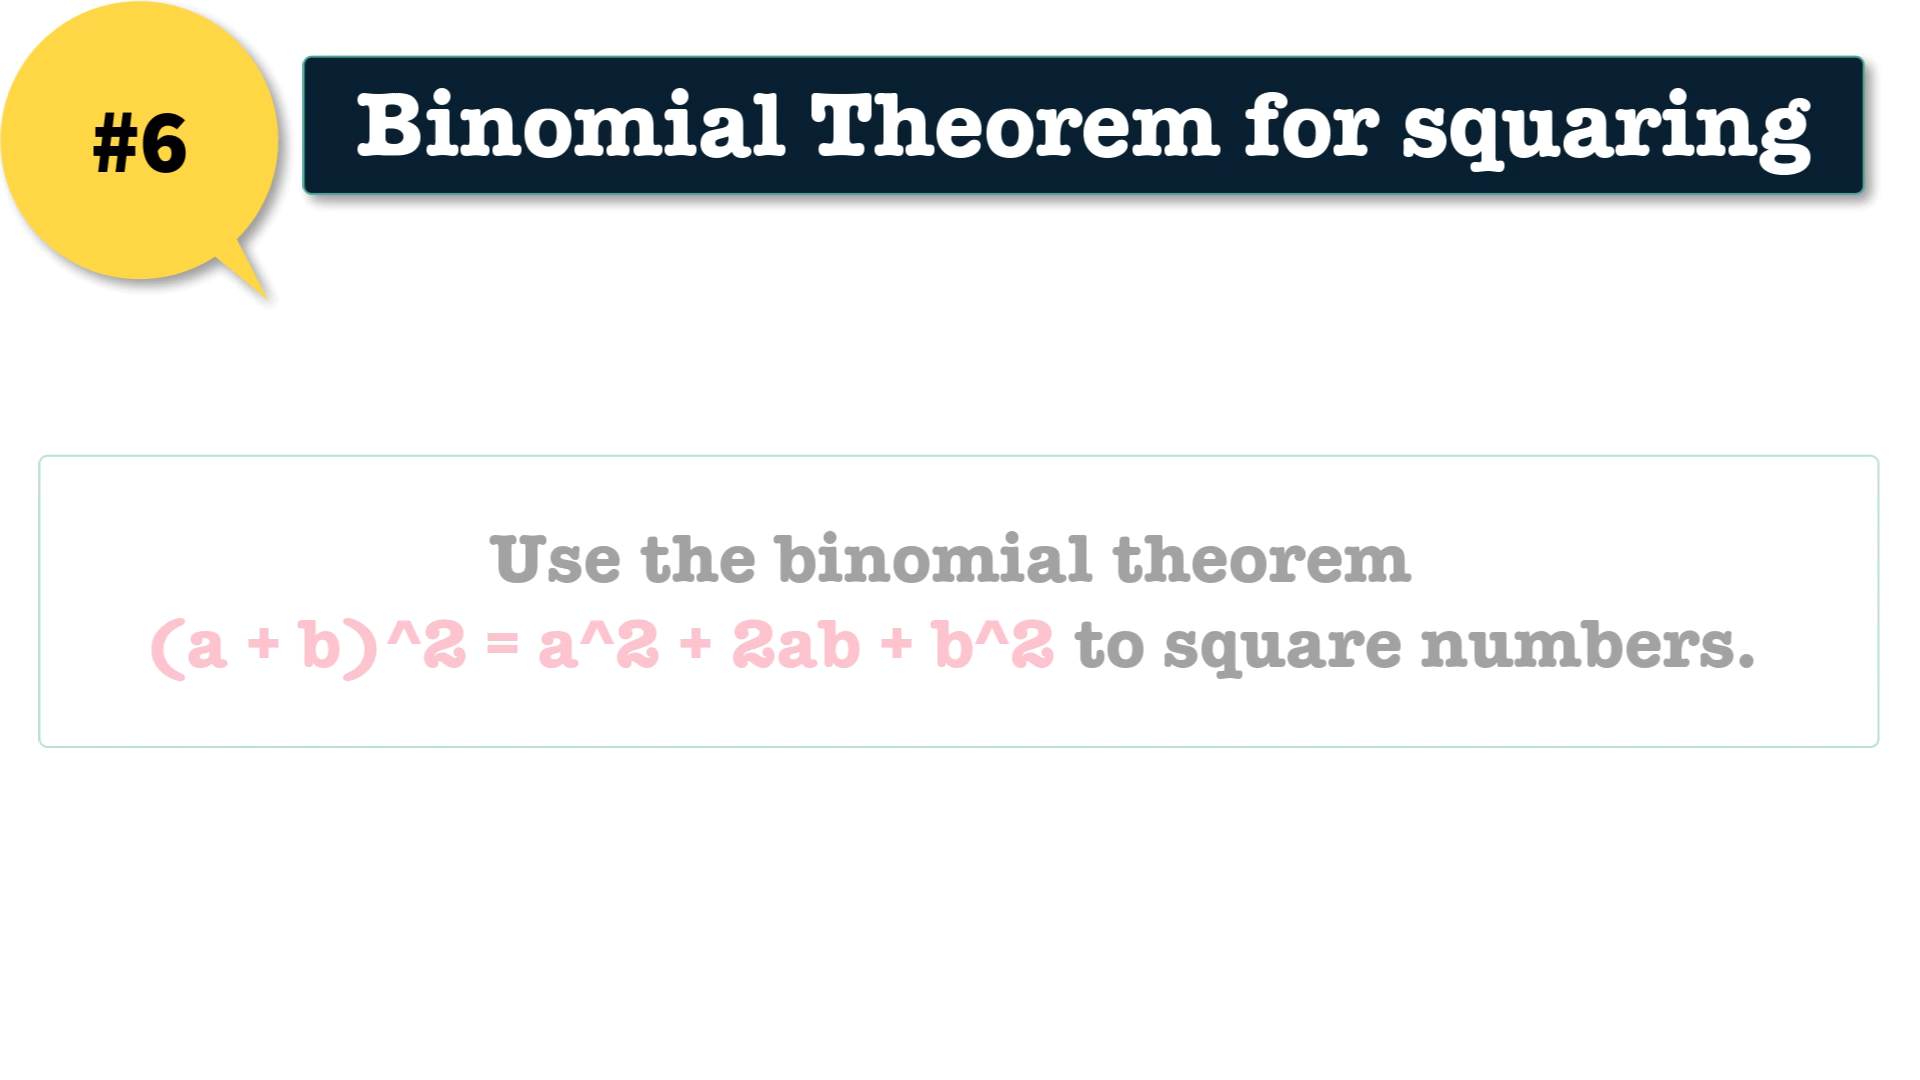 #6
Binomial Theorem for squaring
Use the binomial theorem
(a + b)^2 = a^2 + 2ab + b^2 to square numbers.